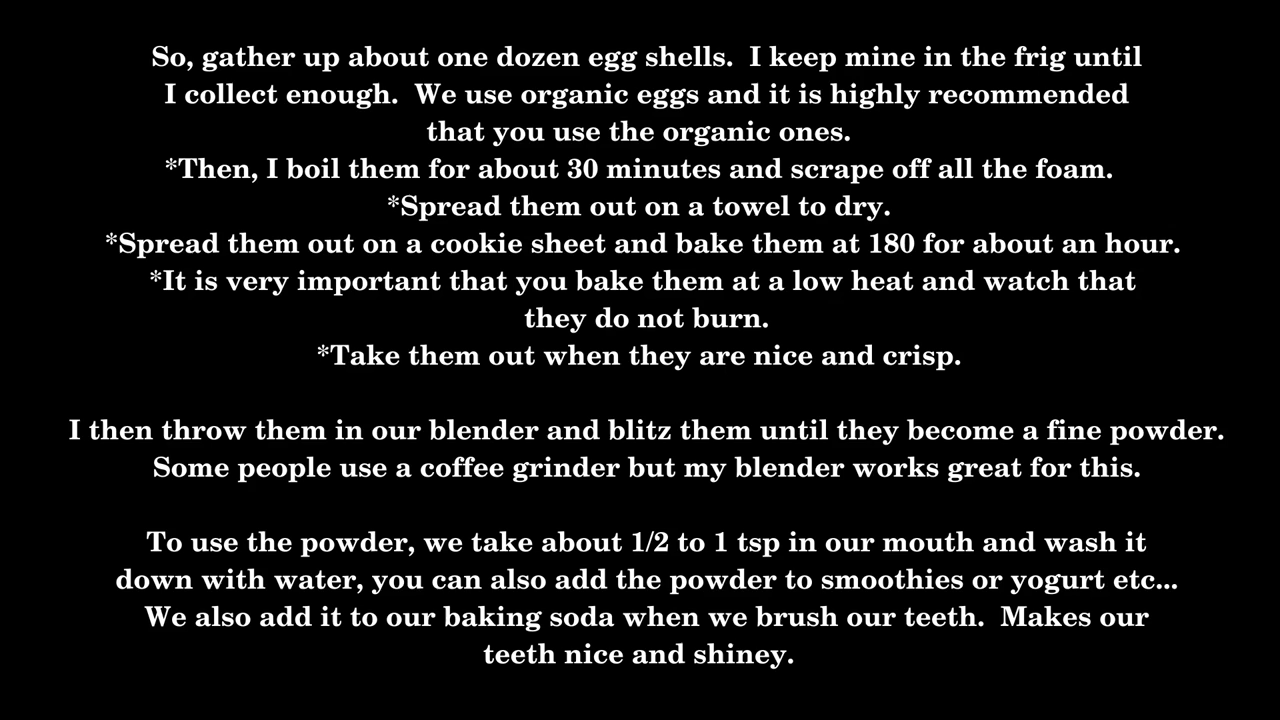 So, gather up about one dozen egg shells.  I keep mine in the frig until
I collect enough.  We use organic eggs and it is highly recommended
that you use the organic ones.
*Then, I boil them for about 30 minutes and scrape off all the foam.
*Spread them out on a towel to dry.
*Spread them out on a cookie sheet and bake them at 180 for about an hour.
*It is very important that you bake them at a low heat and watch that
they do not burn.
*Take them out when they are nice and crisp.
I then throw them in our blender and blitz them until they become a fine powder.
Some people use a coffee grinder but my blender works great for this.
To use the powder, we take about 1/2 to 1 tsp in our mouth and wash it
down with water, you can also add the powder to smoothies or yogurt etc...
We also add it to our baking soda when we brush our teeth.  Makes our
teeth nice and shiney.